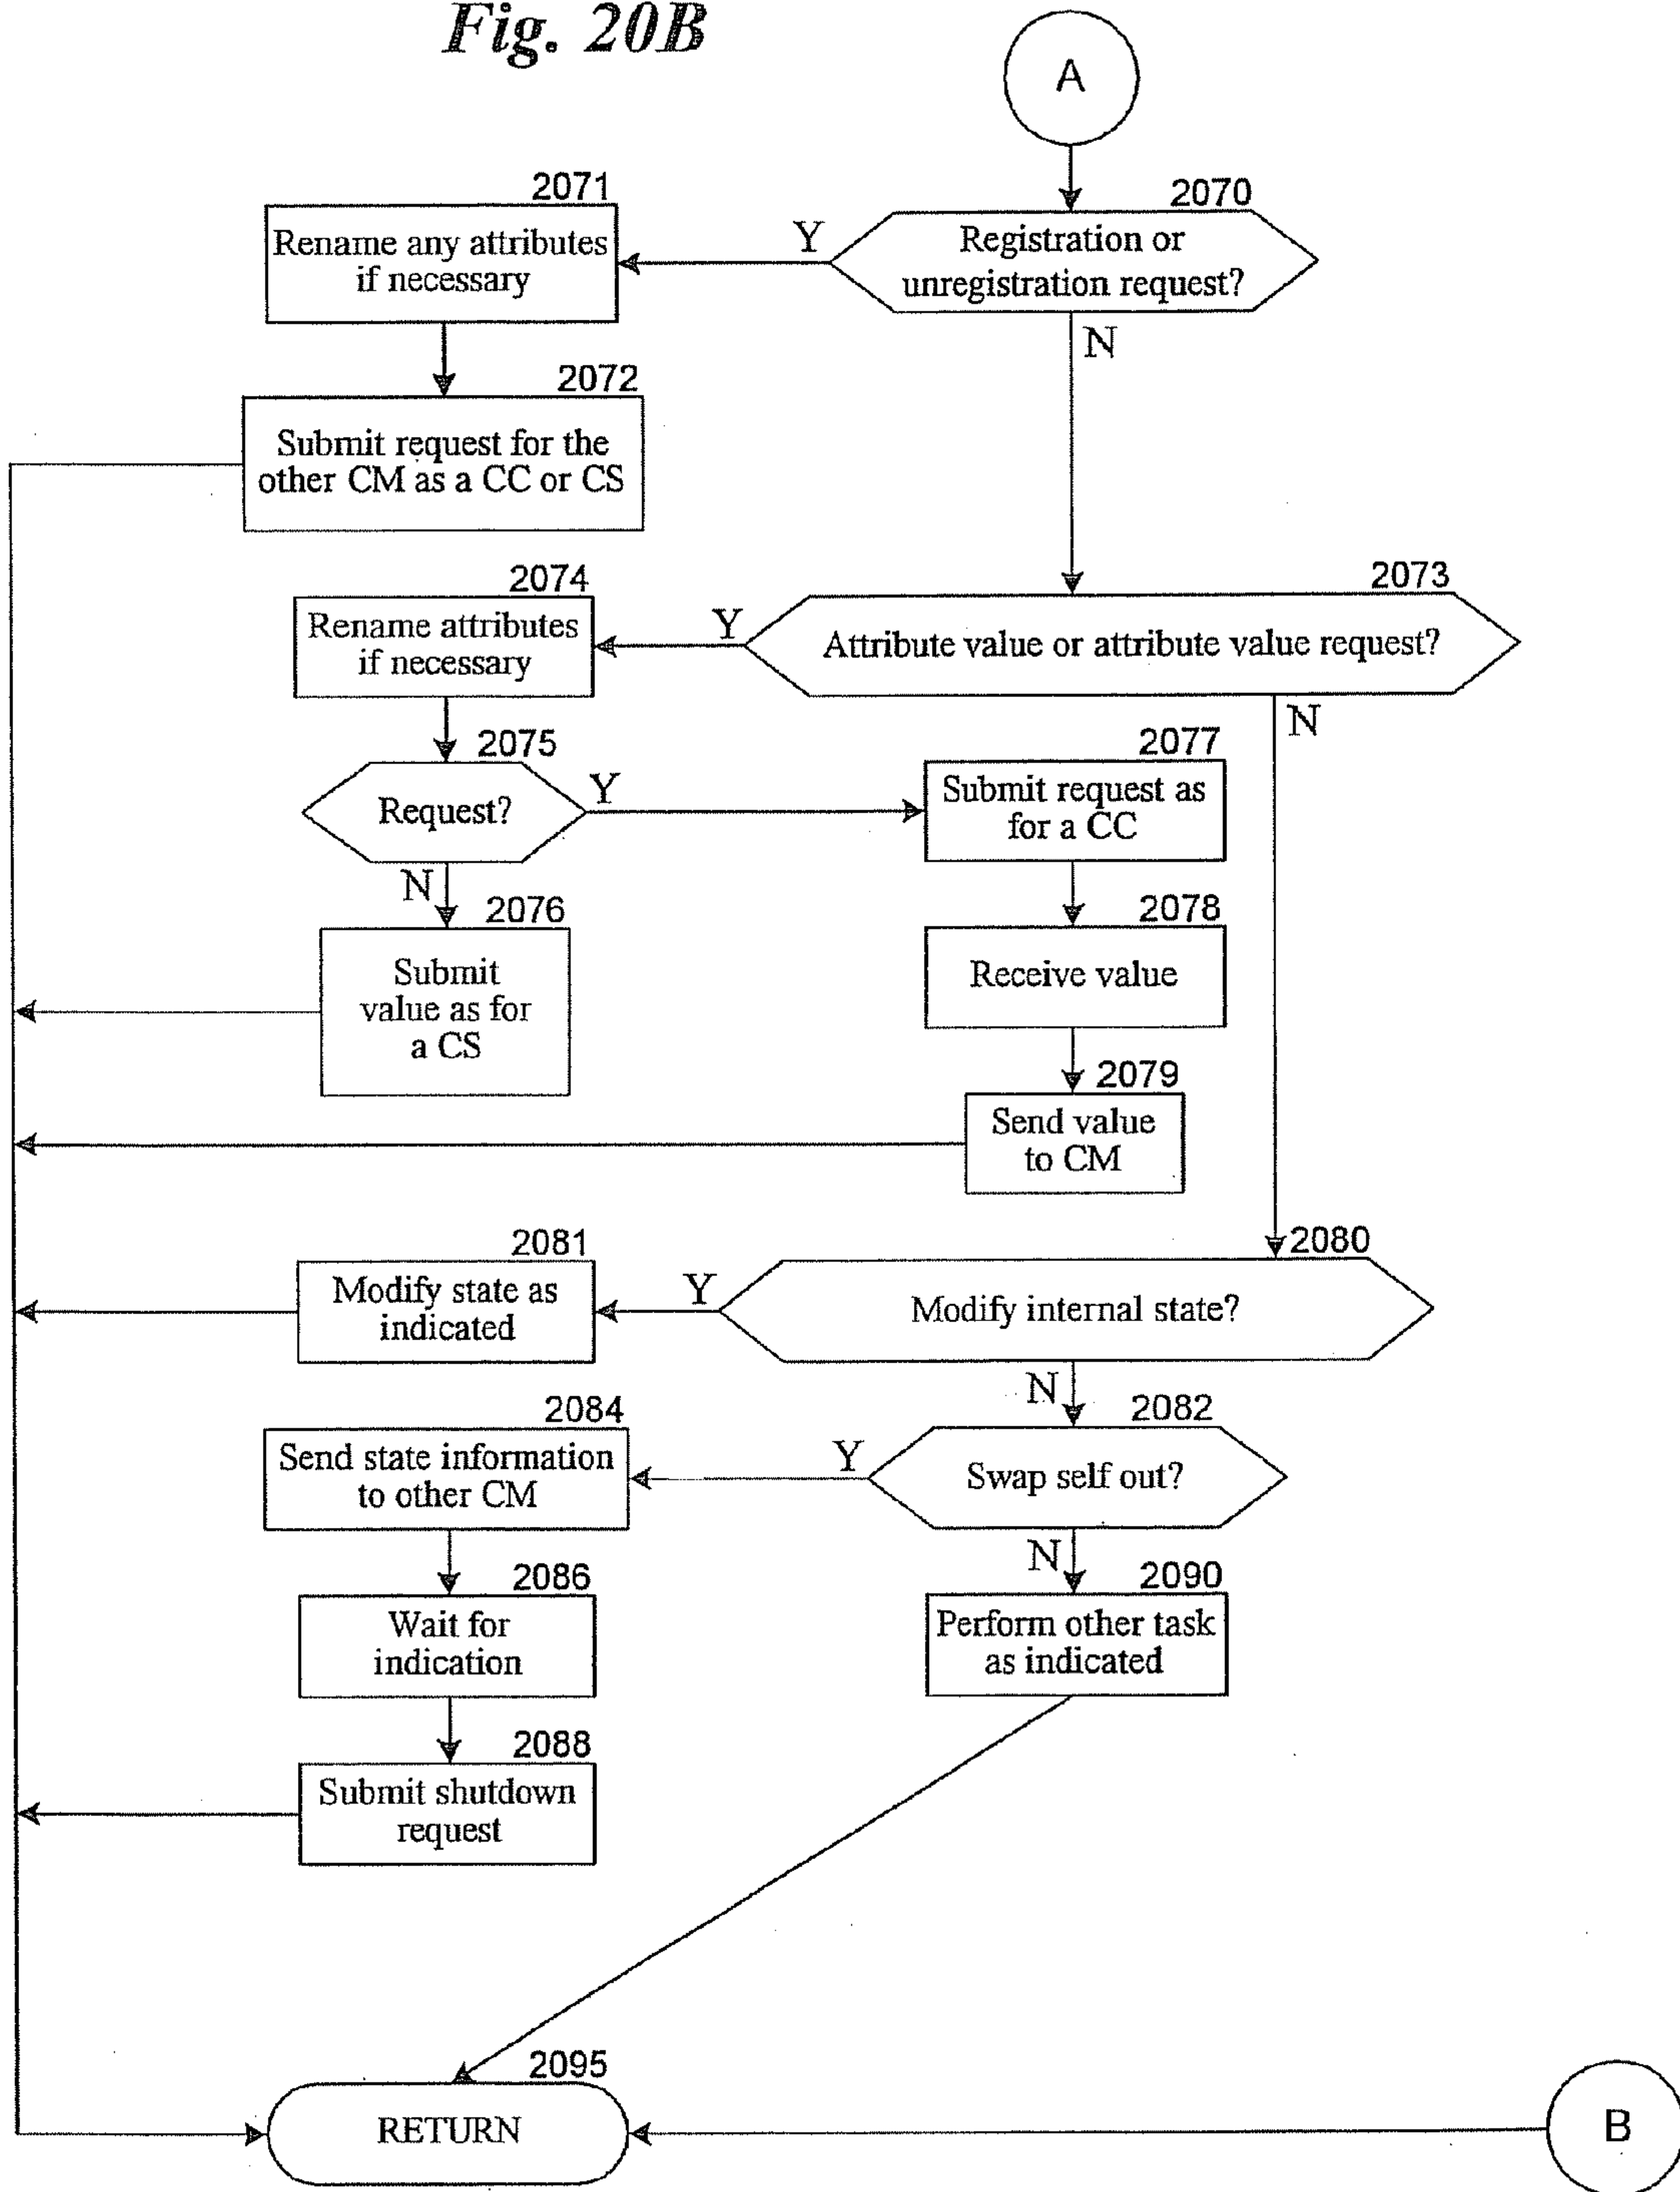 Fig. 20B
A
2070
Registration or
unregistration request?
Y
N
2071
Rename any attributes
if necessary
2072
Submit request for the
other CM as a CC or CS
2073
Attribute value or attribute value request?
Y
N
2074
Rename attributes
if necessary
2075
Request?
Y
N
2076
Submit
value as for
a CS
2077
Submit request as
for a CC
2078
Receive value
2079
Send value
to CM
2080
Modify internal state?
Y
N
2081
Modify state as
indicated
2082
Swap self out?
Y
N
2084
Send state information
to other CM
2086
Wait for
indication
2088
Submit shutdown
request
2090
Perform other task
as indicated
2095
RETURN
B